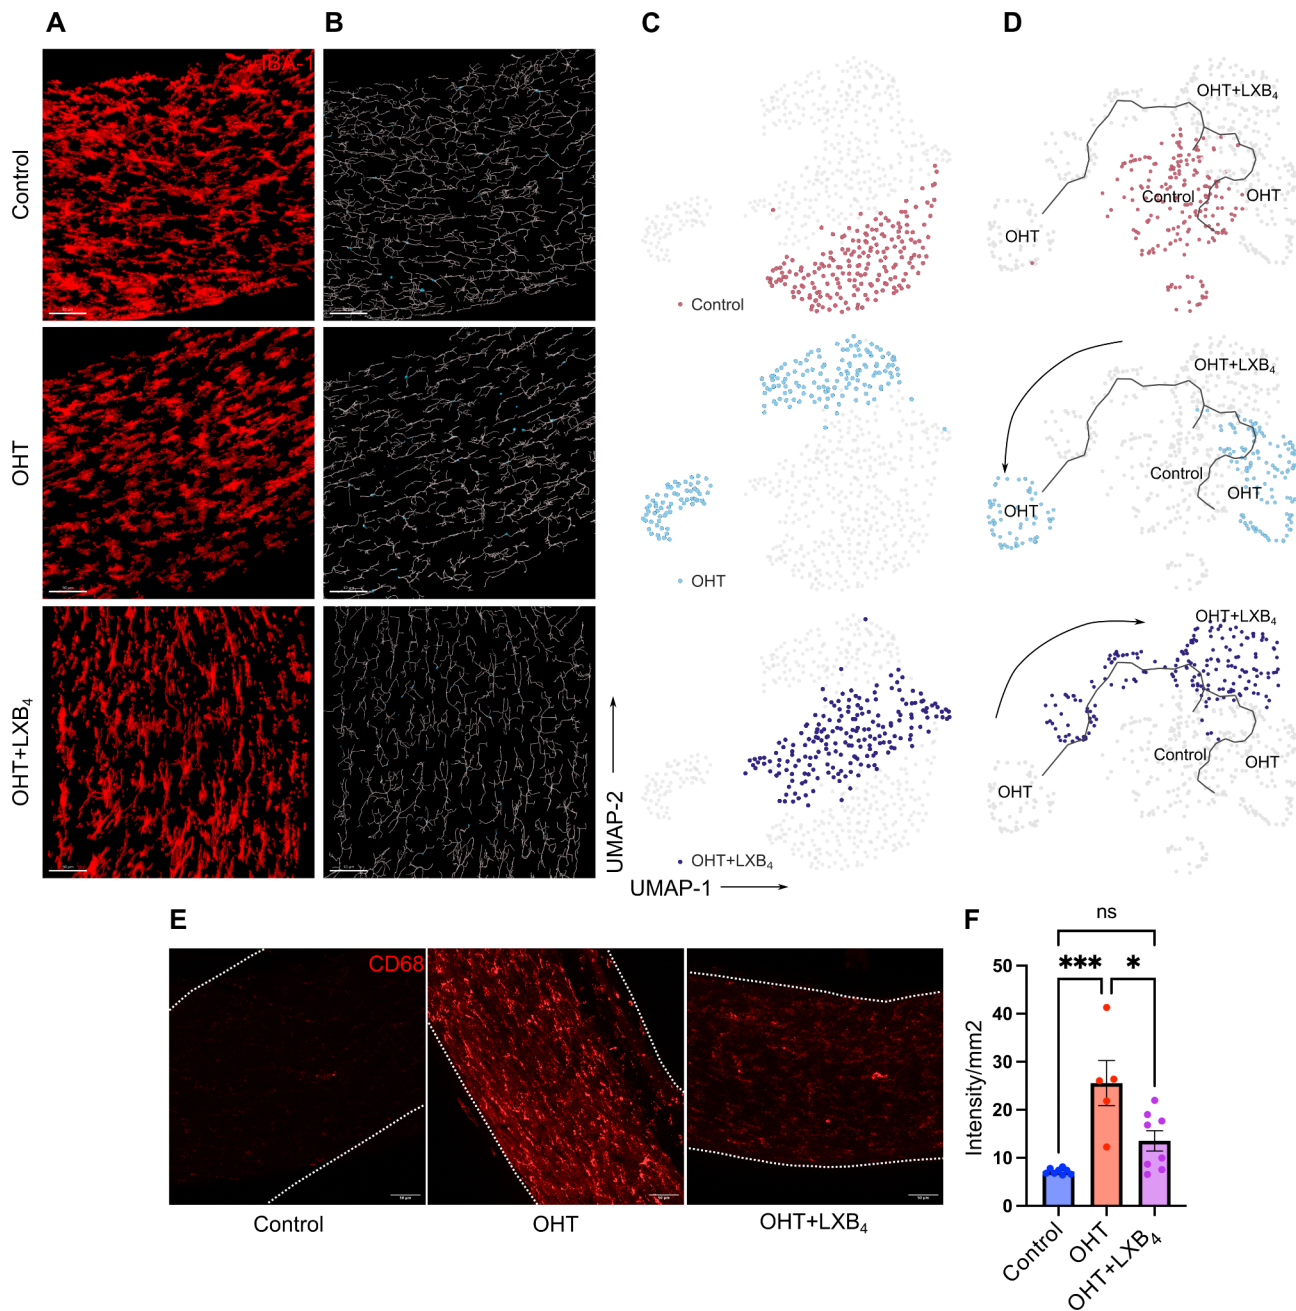 A
B
C
D
IBA-1
Control
Control
OHT+LXB4
Control
OHT
OHT
OHT
OHT
OHT+LXB4
Control
OHT
OHT
OHT+LXB4
OHT+LXB4
OHT+LXB4
Control
OHT
OHT
UMAP-2
UMAP-1
E
F
CD68
Control
OHT
OHT+LXB4
ns
***
*
50
40
30
20
10
0
Intensity/mm2
Control
OHT
OHT+LXB4